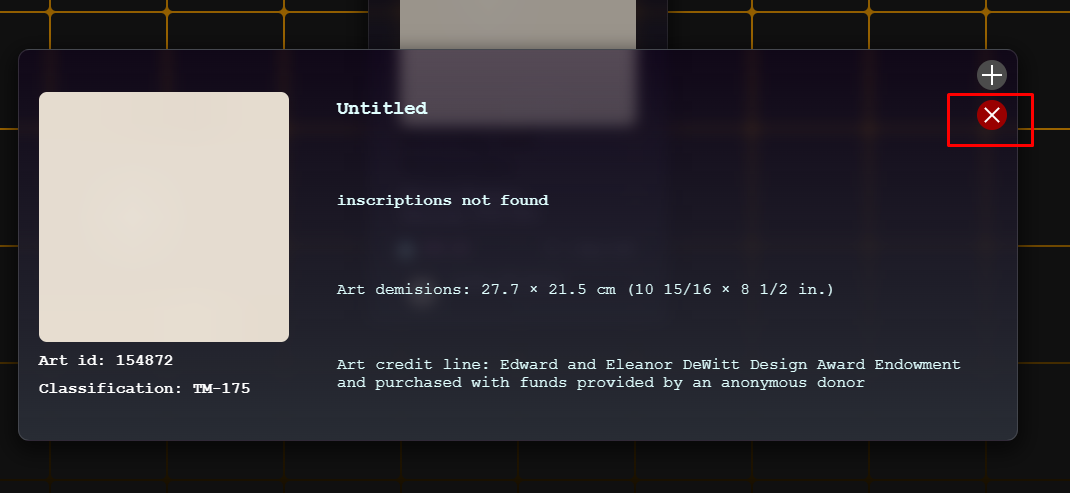 Untitled
inscriptions not found
Art demisions: 27.7 × 21.5 cm (10 15/16 × 8 1/2 in.)
Art id: 154872
Classification: TM-175
Art credit line: Edward and Eleanor DeWitt Design Award Endowment
and purchased with funds provided by an anonymous donor